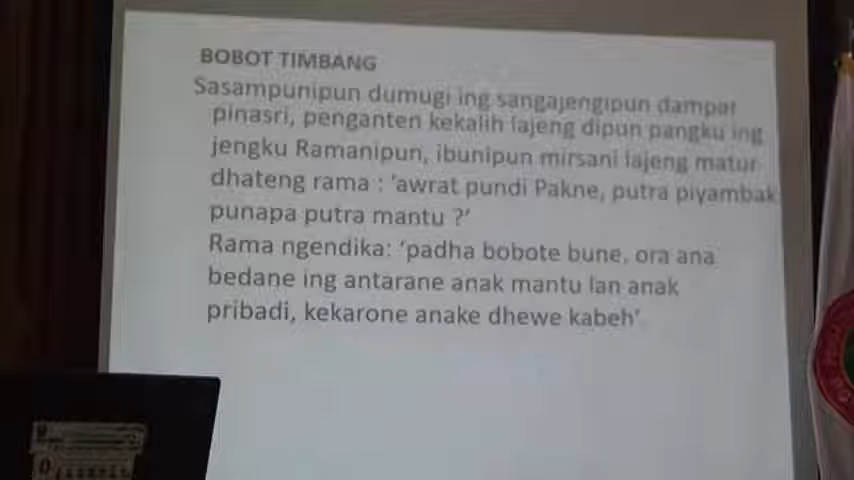 BOBOT TIMBANG
Sasampunipun dumugi ing sangajengipun dampar
pinasri, penganten kekalih lajeng dipun pangku ing
jengku Ramanipun, ibunipun mirsani lajeng matur
dhateng rama : ‘awrat pundi Pakne, putra piyambak
punapa putra mantu ?’
Rama ngendika: ‘padha bobote bune, ora ana
bedane ing antarane anak mantu lan anak
pribadi, kekarone anake dhewe kabeh’